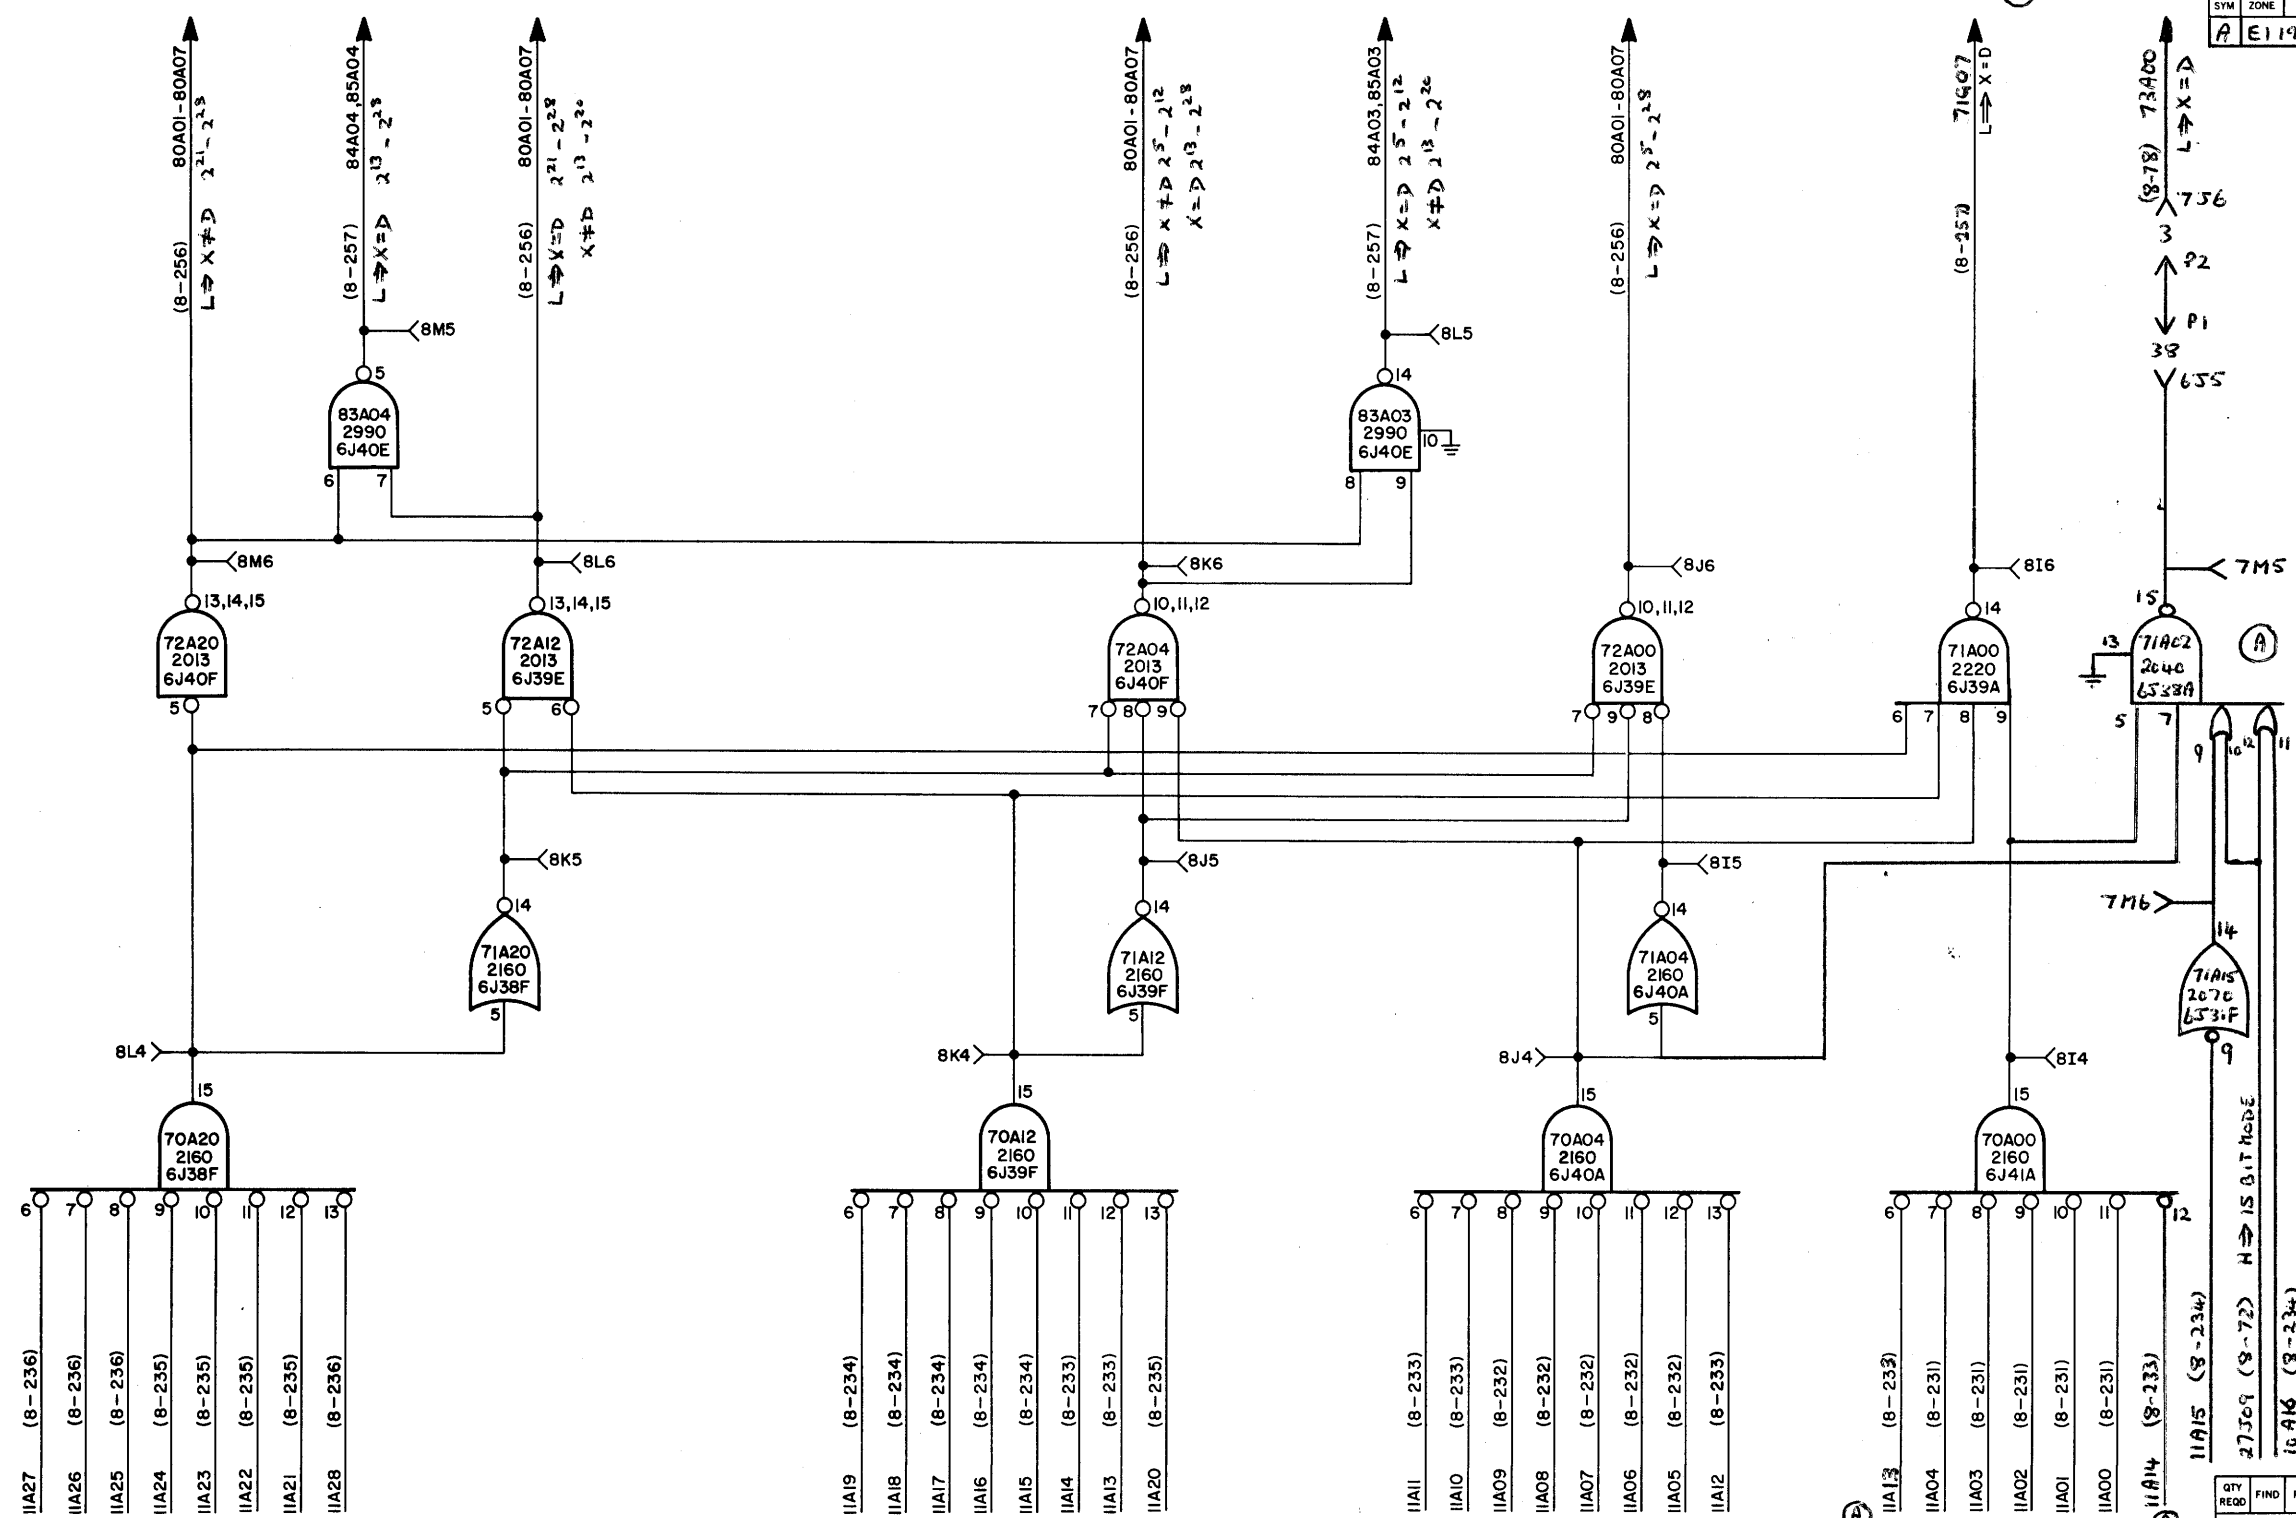 SYM ZONE
A E119
80A01-80A07
(8-256)
L⇒X≠D 2²¹-2²⁸
84A04,85A04
(8-257)
L⇒X=D 2¹³-2²⁸
80A01-80A07
(8-256)
L⇒X=D 2²¹-2²⁸
X≠D 2¹³-2²⁰
80A01-80A07
(8-256)
L⇒X≠D 2⁵-2¹²
X=D 2¹³-2²⁸
84A03,85A03
(8-257)
L⇒X=D 2⁵-2¹²
X≠D 2¹³-2²⁰
80A01-80A07
(8-256)
L⇒X=D 2⁵-2²⁸
71G07
(8-257)
L⇒X=D
73A00
(8-78)
L⇒X=D
7J6
3
P2
P1
38
6J5
8M5
8L5
5
83A04
2990
6J40E
6 7
14
83A03
2990
6J40E
10
8 9
8M6
8L6
8K6
8J6
8I6
7M5
13,14,15
72A20
2013
6J40F
5
13,14,15
72A12
2013
6J39E
5 6
10,11,12
72A04
2013
6J40F
7 8 9
10,11,12
72A00
2013
6J39E
7 9 8
14
71A00
2220
6J39A
6 7 8 9
15
13
71A02
2040
6J38A
A
5 7
9 10 12 11
8K5
8J5
8I5
7M6
14
71A20
2160
6J38F
5
14
71A12
2160
6J39F
5
14
71A04
2160
6J40A
5
14
71A15
2070
6J31F
9
8L4
8K4
8J4
8I4
15
70A20
2160
6J38F
15
70A12
2160
6J39F
15
70A04
2160
6J40A
15
70A00
2160
6J41A
6 7 8 9 10 11 12 13
6 7 8 9 10 11 12 13
6 7 8 9 10 11 12 13
6 7 8 9 10 11 12
11A27 (8-236)
11A26 (8-236)
11A25 (8-236)
11A24 (8-235)
11A23 (8-235)
11A22 (8-235)
11A21 (8-235)
11A28 (8-236)
11A19 (8-234)
11A18 (8-234)
11A17 (8-234)
11A16 (8-234)
11A15 (8-234)
11A14 (8-233)
11A13 (8-233)
11A20 (8-235)
11A11 (8-233)
11A10 (8-233)
11A09 (8-232)
11A08 (8-232)
11A07 (8-232)
11A06 (8-232)
11A05 (8-232)
11A12 (8-233)
11A13 (8-233)
11A04 (8-231)
11A03 (8-231)
11A02 (8-231)
11A01 (8-231)
11A00 (8-231)
11A14 (8-233)
11A15 (8-234)
27J09 (8-72) H⇒15 BIT MODE
10A16 (8-234)
A
QTY REQD FIND